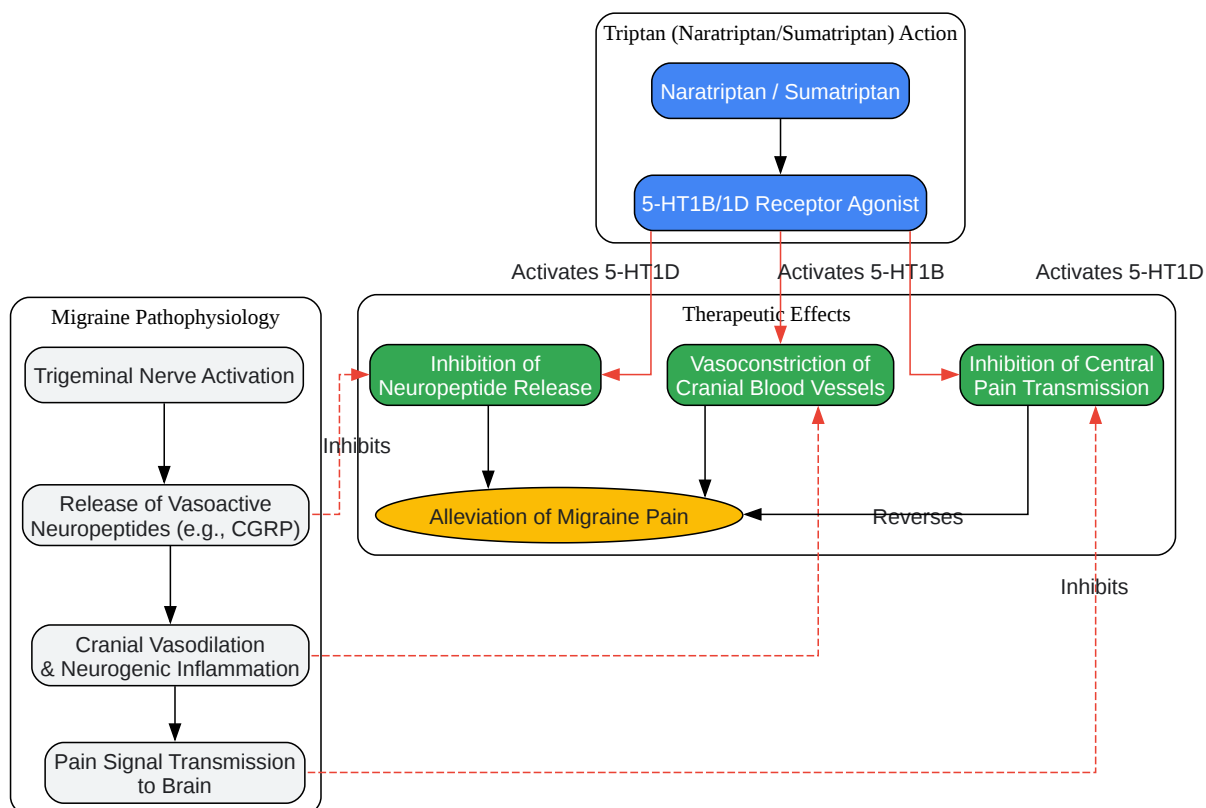 Triptan (Naratriptan/Sumatriptan) Action
Naratriptan / Sumatriptan
5-HT1B/1D Receptor Agonist
Activates 5-HT1D
Activates 5-HT1B
Activates 5-HT1D
Migraine Pathophysiology
Trigeminal Nerve Activation
Release of Vasoactive
Neuropeptides (e.g., CGRP)
Cranial Vasodilation
& Neurogenic Inflammation
Pain Signal Transmission
to Brain
Inhibits
Therapeutic Effects
Inhibition of
Neuropeptide Release
Vasoconstriction of
Cranial Blood Vessels
Inhibition of Central
Pain Transmission
Alleviation of Migraine Pain
Reverses
Inhibits